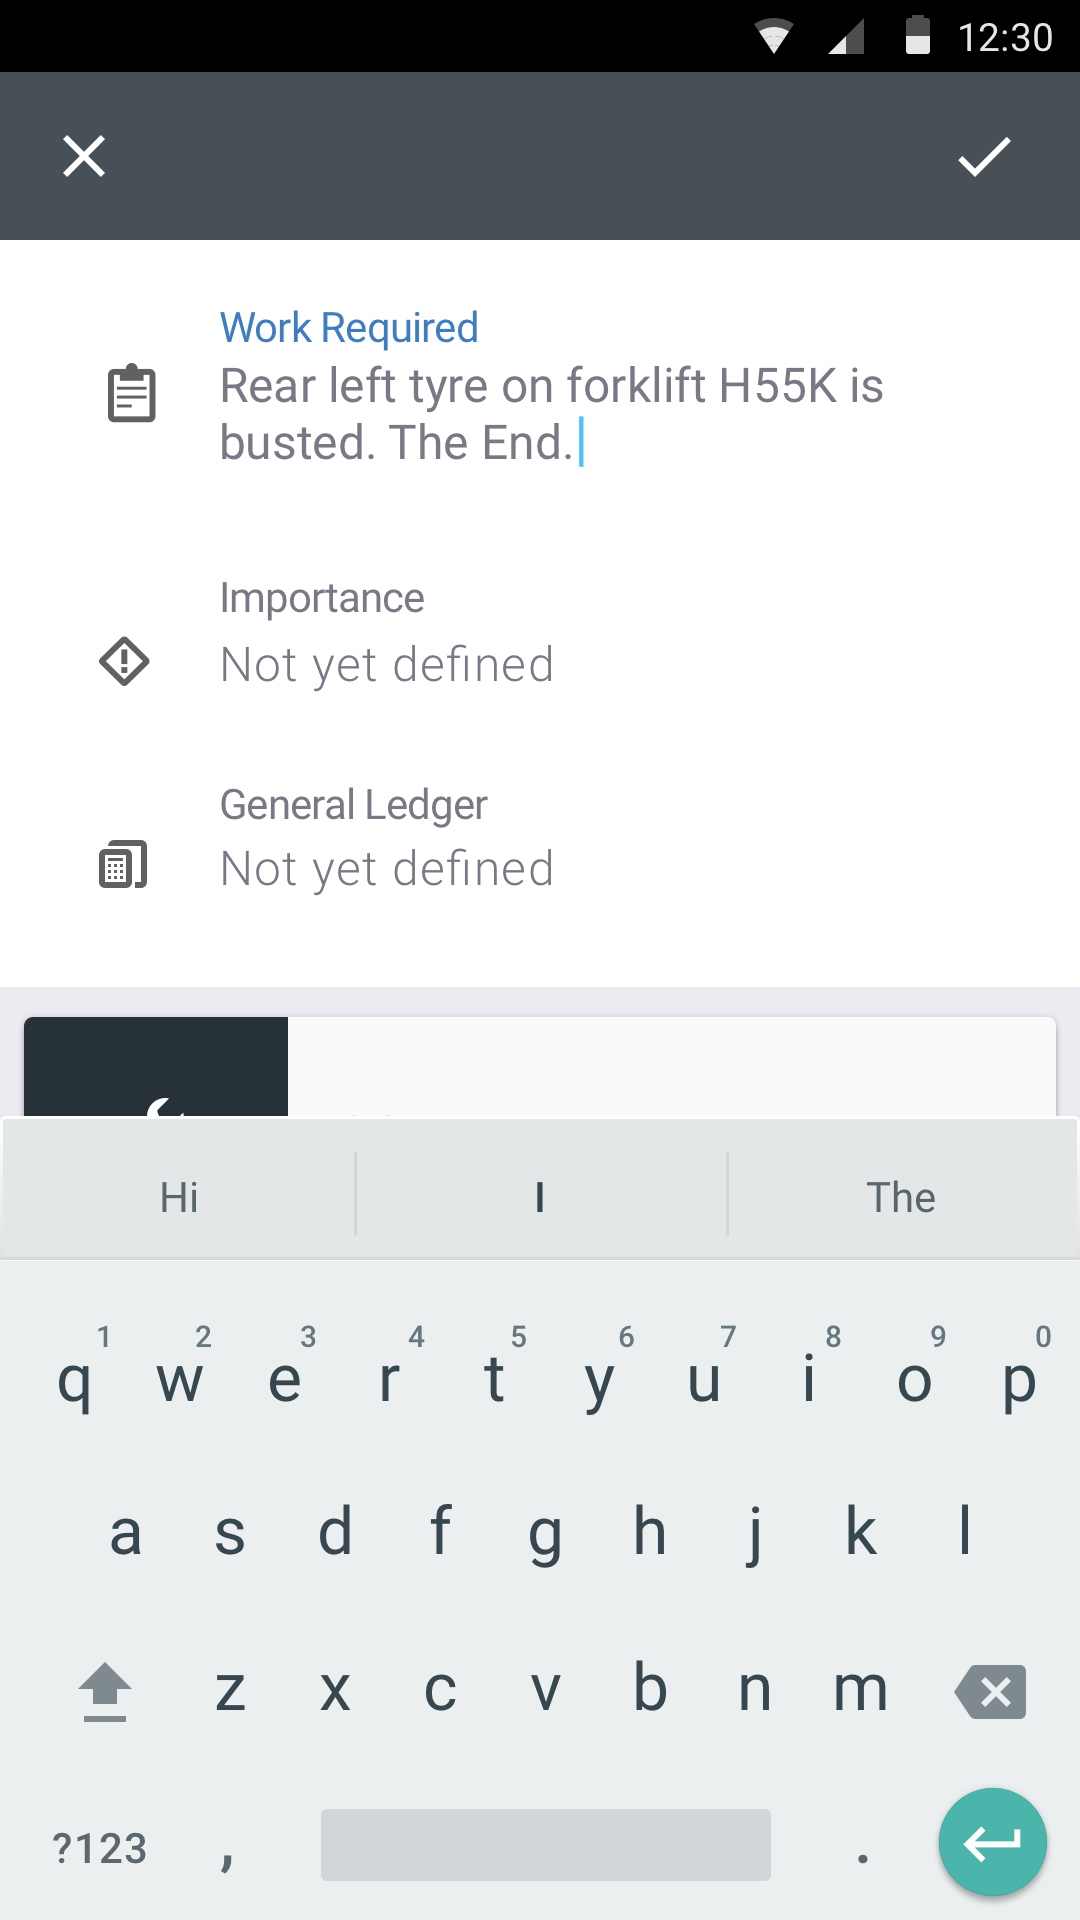 12:30
Work Required
Rear left tyre on forklift H55K is
busted. The End.
Importance
Not yet defined
General Ledger
Not yet defined
Hi I The
1 2 3 4 5 6 7 8 9 0
q w e r t y u i o p
a s d f g h j k l
z x c v b n m
?123 , .